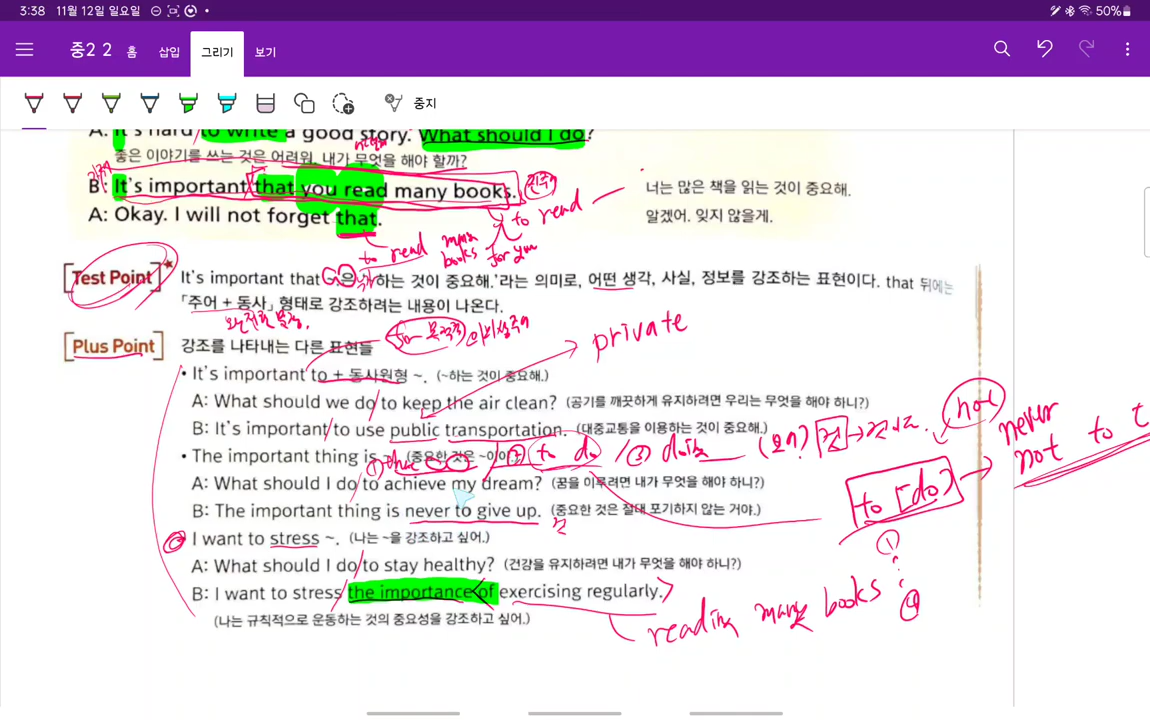 3:38 11월 12일 일요일 50%
중2 2 홈 삽입 그리기 보기
중지
A: It's hard to write a good story. What should I do?
좋은 이야기를 쓰는 것은 어려워. 내가 무엇을 해야 할까?
B: It's important that you read many books.
너는 많은 책을 읽는 것이 중요해.
to read
A: Okay. I will not forget that.
알겠어. 잊지 않을게.
to read many books for you
Test Point It's important that 하는 것이 중요해.'라는 의미로, 어떤 생각, 사실, 정보를 강조하는 표현이다. that 뒤에는
「주어 + 동사」 형태로 강조하려는 내용이 나온다.
for 목적격
private
Plus Point 강조를 나타내는 다른 표현들
• It's important to + 동사원형 ~. (~하는 것이 중요해.)
A: What should we do to keep the air clean? (공기를 깨끗하게 유지하려면 우리는 무엇을 해야 하니?)
not
never
not to
B: It's important to use public transportation. (대중교통을 이용하는 것이 중요해.)
• The important thing is (중요한 것은
① that ② to do / ③ doing
A: What should I do to achieve my dream? (꿈을 이루려면 내가 무엇을 해야 하니?)
to [do]
B: The important thing is never to give up. (중요한 것은 절대 포기하지 않는 거야.)
것
I want to stress ~. (나는 ~을 강조하고 싶어.)
①
A: What should I do to stay healthy? (건강을 유지하려면 내가 무엇을 해야 하니?)
B: I want to stress the importance of exercising regularly.
④
(나는 규칙적으로 운동하는 것의 중요성을 강조하고 싶어.)
reading many books